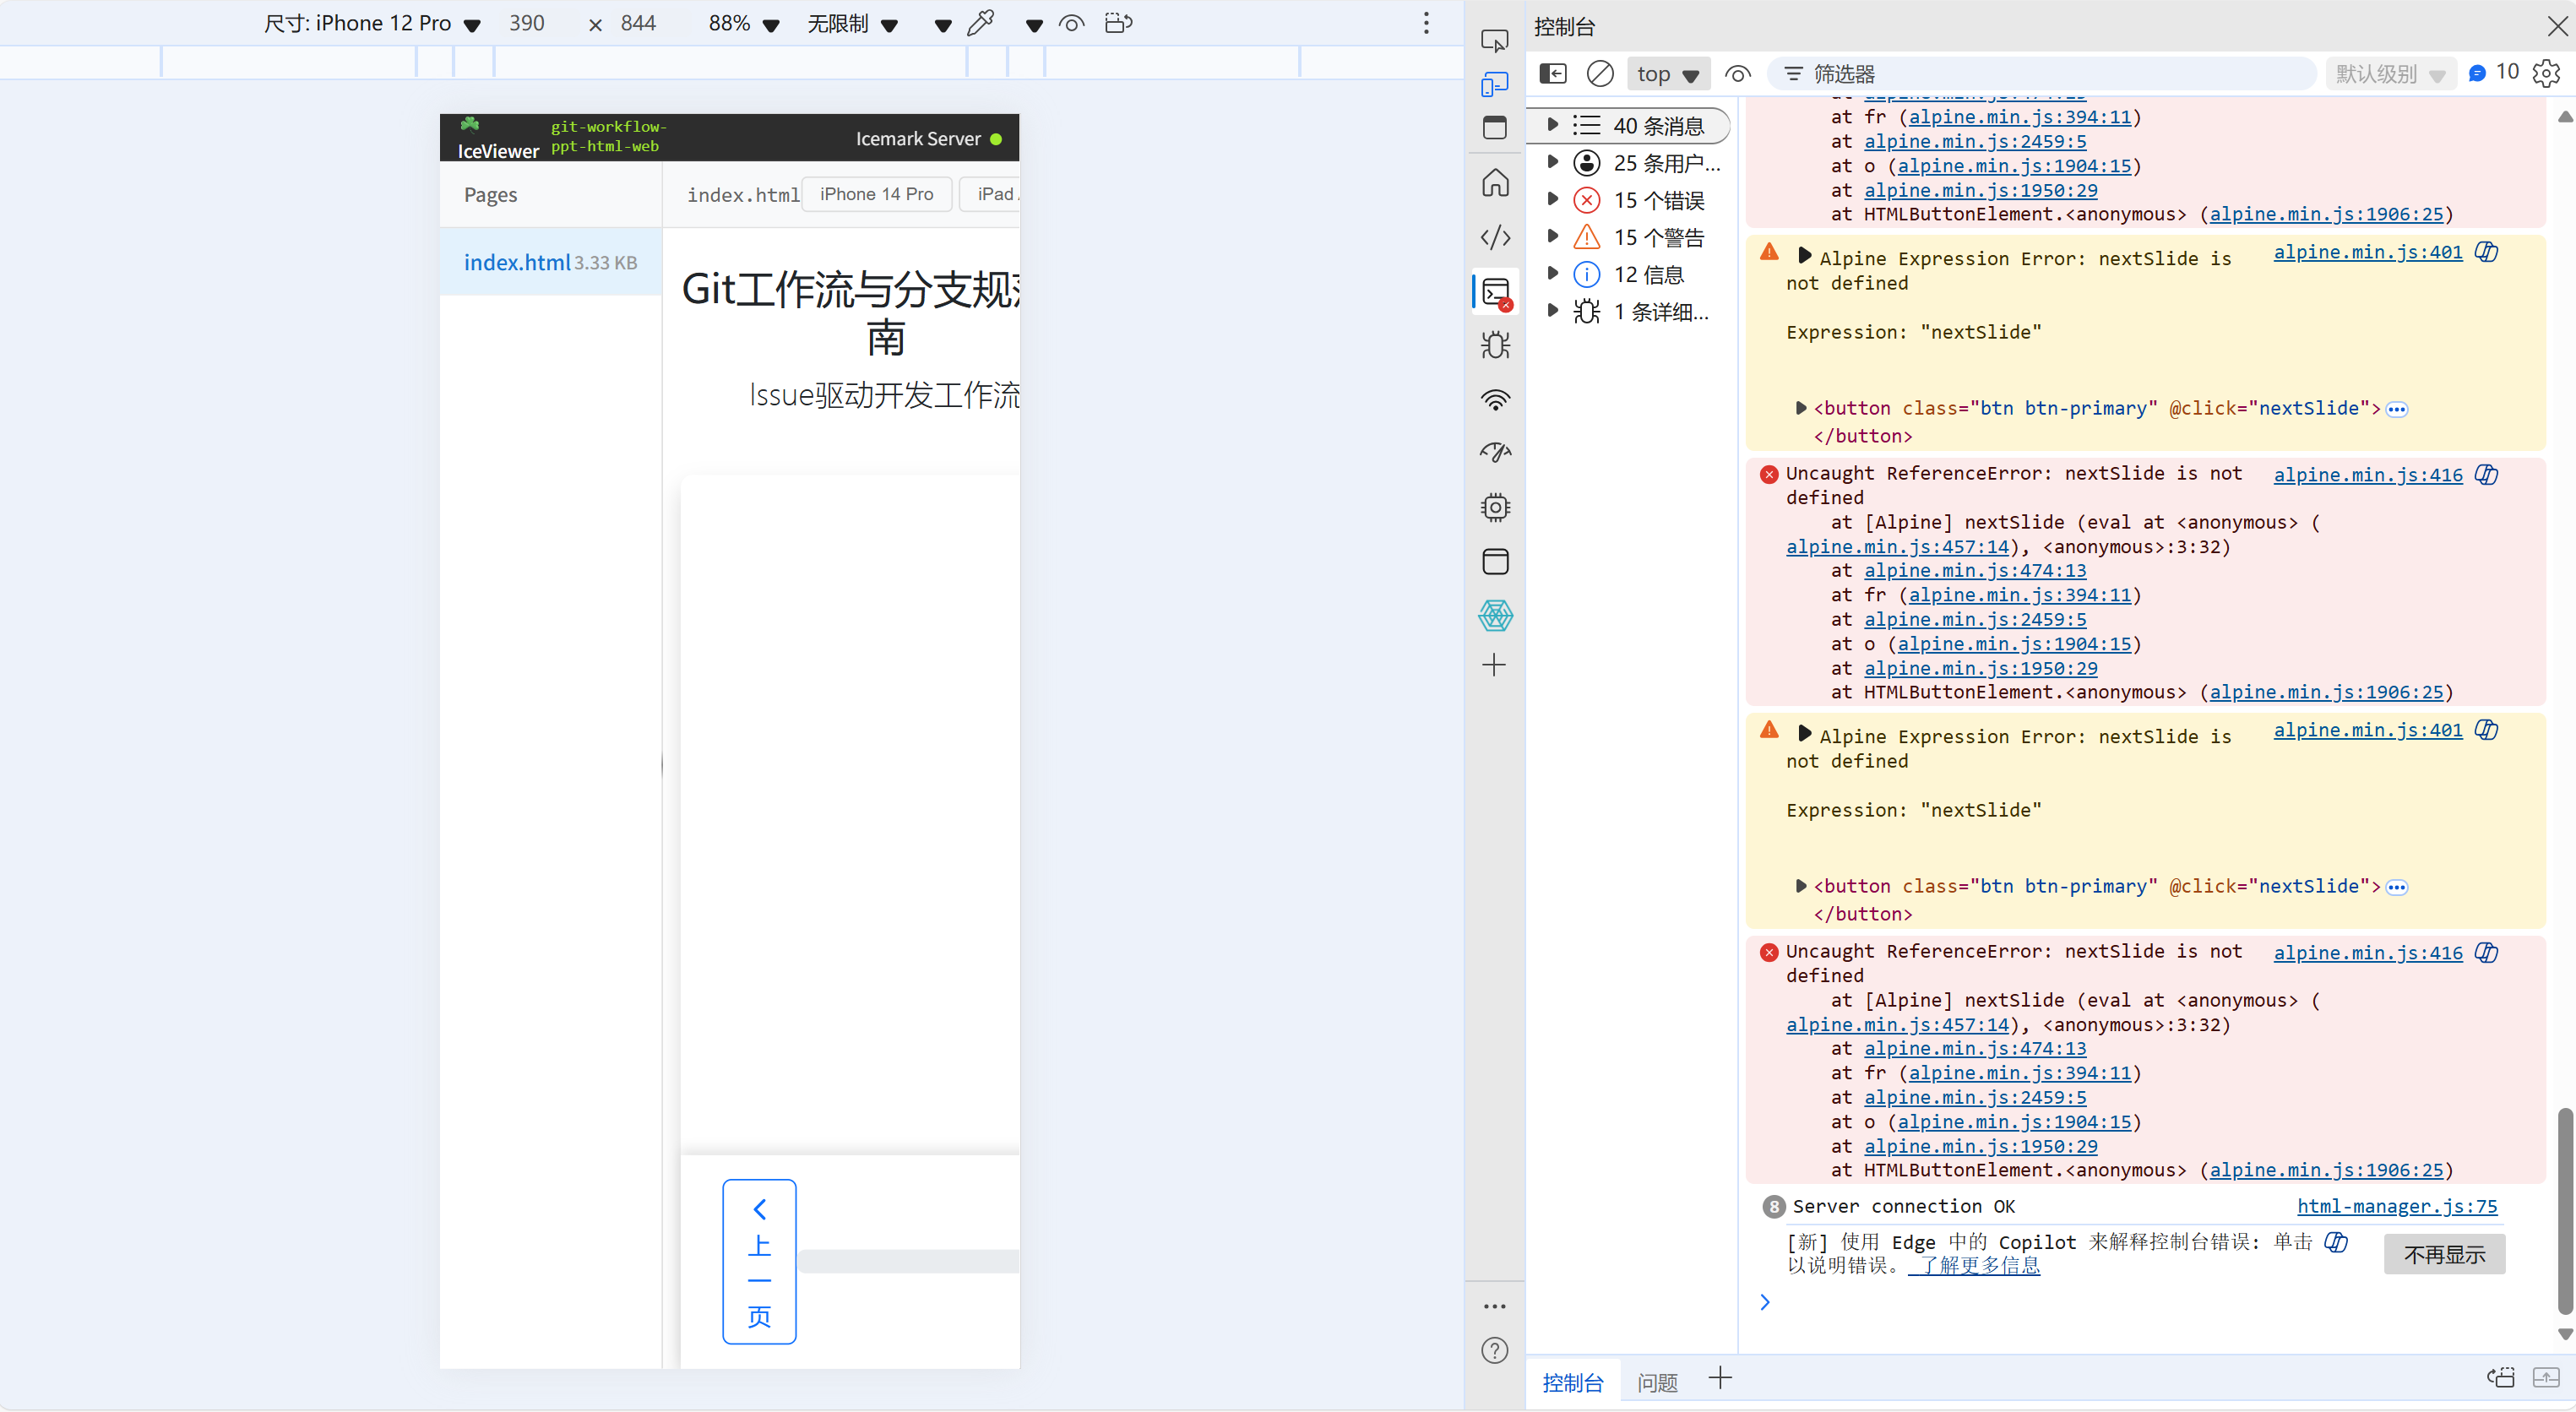 尺寸: iPhone 12 Pro 390 × 844 88% 无限制
☘ IceViewer git-workflow-
ppt-html-web
Icemark Server
Pages
index.html 3.33 KB
index.html iPhone 14 Pro iPad
Git工作流与分支规
南
Issue驱动开发工作流
上
一
页
控制台
top 筛选器 默认级别 10
40 条消息
25 条用户...
15 个错误
15 个警告
12 信息
1 条详细...
at fr (alpine.min.js:394:11)
at alpine.min.js:2459:5
at o (alpine.min.js:1904:15)
at alpine.min.js:1950:29
at HTMLButtonElement.<anonymous> (alpine.min.js:1906:25)
Alpine Expression Error: nextSlide is alpine.min.js:401
not defined
Expression: "nextSlide"
<button class="btn btn-primary" @click="nextSlide">
</button>
Uncaught ReferenceError: nextSlide is not alpine.min.js:416
defined
at [Alpine] nextSlide (eval at <anonymous> (
alpine.min.js:457:14), <anonymous>:3:32)
at alpine.min.js:474:13
at fr (alpine.min.js:394:11)
at alpine.min.js:2459:5
at o (alpine.min.js:1904:15)
at alpine.min.js:1950:29
at HTMLButtonElement.<anonymous> (alpine.min.js:1906:25)
Alpine Expression Error: nextSlide is alpine.min.js:401
not defined
Expression: "nextSlide"
<button class="btn btn-primary" @click="nextSlide">
</button>
Uncaught ReferenceError: nextSlide is not alpine.min.js:416
defined
at [Alpine] nextSlide (eval at <anonymous> (
alpine.min.js:457:14), <anonymous>:3:32)
at alpine.min.js:474:13
at fr (alpine.min.js:394:11)
at alpine.min.js:2459:5
at o (alpine.min.js:1904:15)
at alpine.min.js:1950:29
at HTMLButtonElement.<anonymous> (alpine.min.js:1906:25)
8 Server connection OK html-manager.js:75
[新] 使用 Edge 中的 Copilot 来解释控制台错误: 单击
以说明错误。 了解更多信息
不再显示
控制台 问题